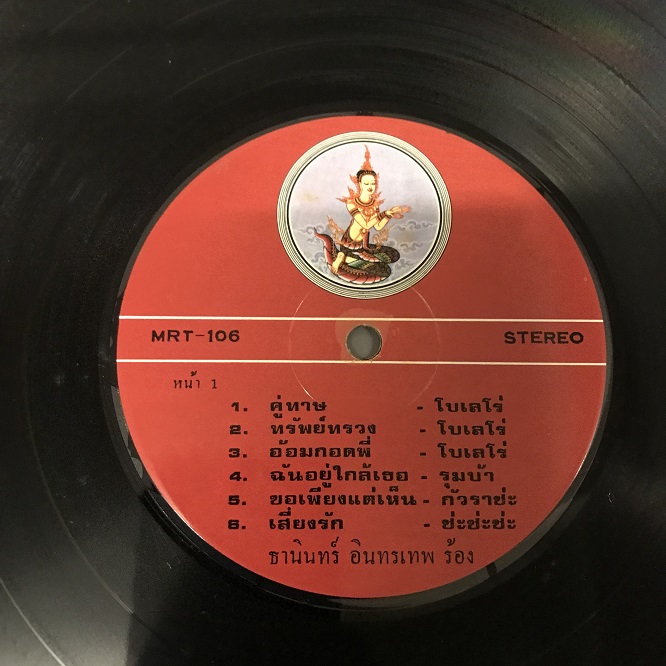 MRT-106 STEREO
หน้า 1
1. คู่ทาษ - โบเลโร่
2. ทรัพย์ทรวง - โบเลโร่
3. อ้อมกอดพี่ - โบเลโร่
4. ฉันอยู่ใกล้เธอ - รุมบ้า
5. ขอเพียงแต่เห็น - กัวราช่ะ
6. เสี่ยงรัก - ช่ะช่ะช่ะ
ธานินทร์ อินทรเทพ ร้อง